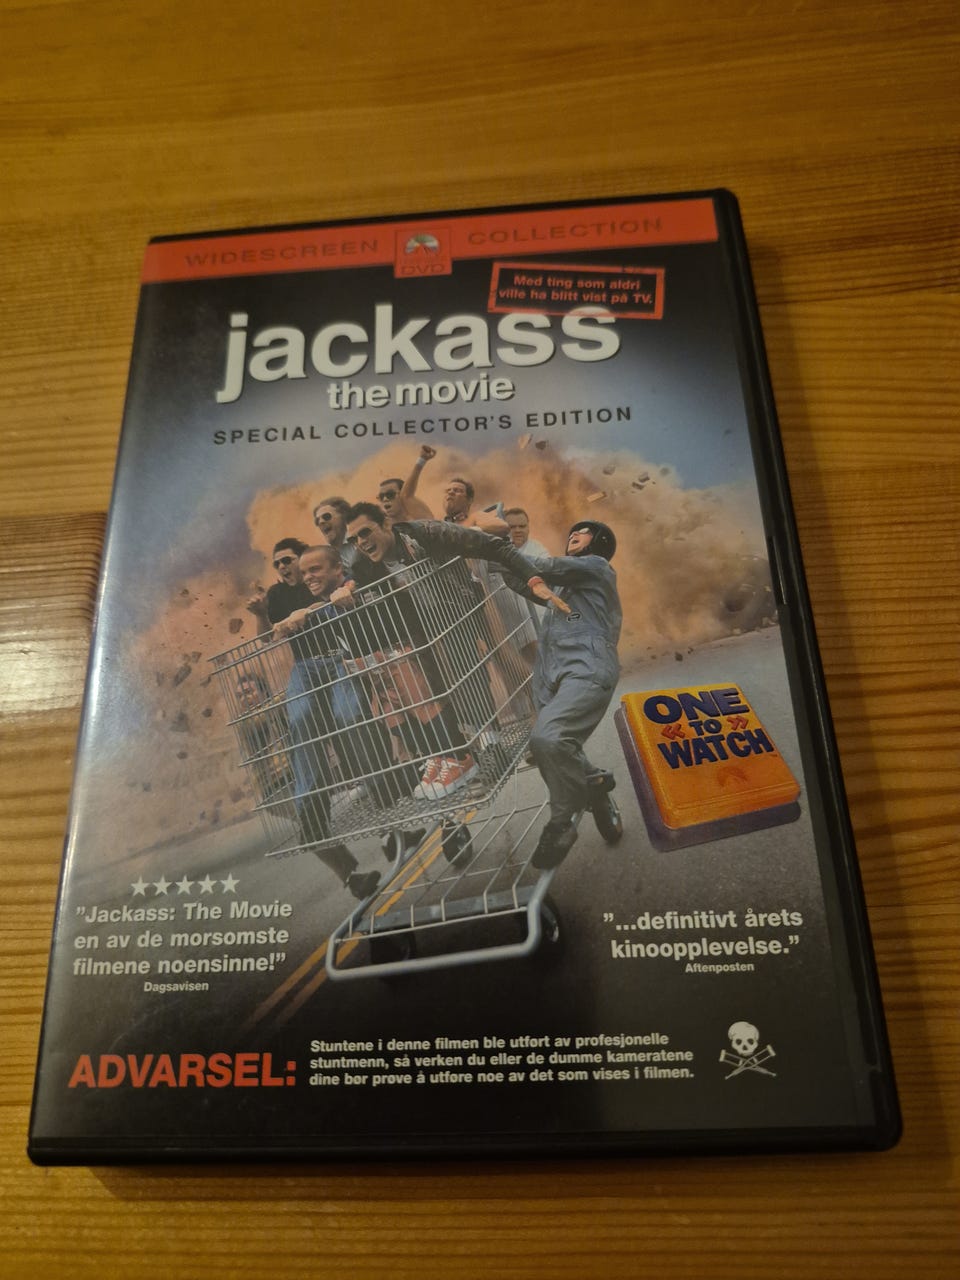 WIDESCREEN DVD COLLECTION
Med ting som aldri
ville ha blitt vist på TV.
jackass
the movie
SPECIAL COLLECTOR'S EDITION
ONE
« TO »
WATCH
★★★★★
"Jackass: The Movie
en av de morsomste
filmene noensinne!"
Dagsavisen
"...definitivt årets
kinoopplevelse."
Aftenposten
ADVARSEL:
Stuntene i denne filmen ble utført av profesjonelle
stuntmenn, så verken du eller de dumme kameratene
dine bør prøve å utføre noe av det som vises i filmen.